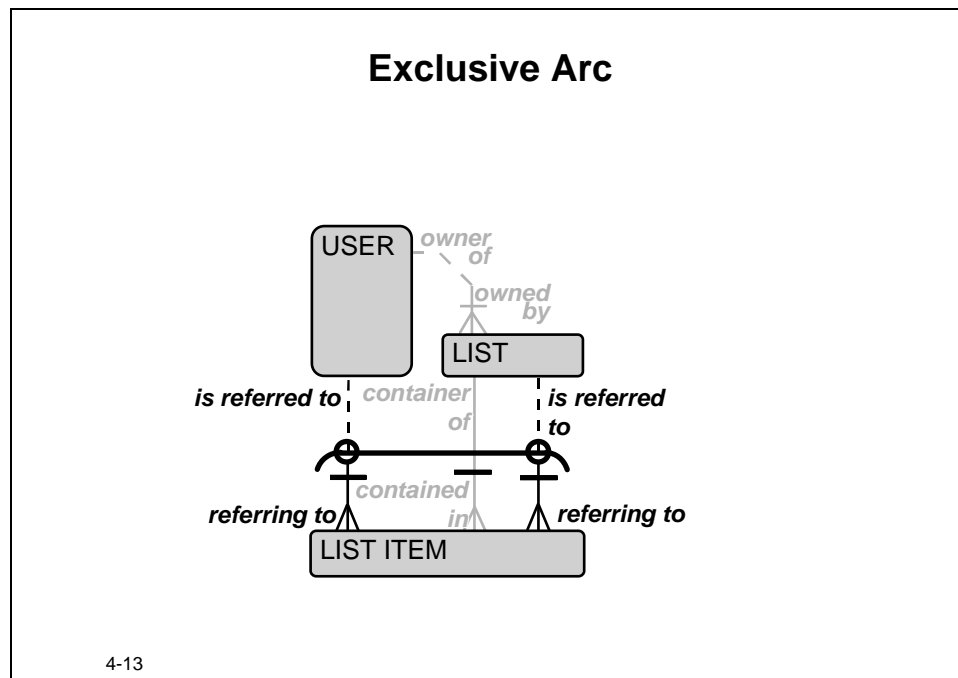 Exclusive Arc
USER
owner
of
owned
by
LIST
is referred to
container
of
is referred
to
contained
in
referring to
referring to
LIST ITEM
4-13